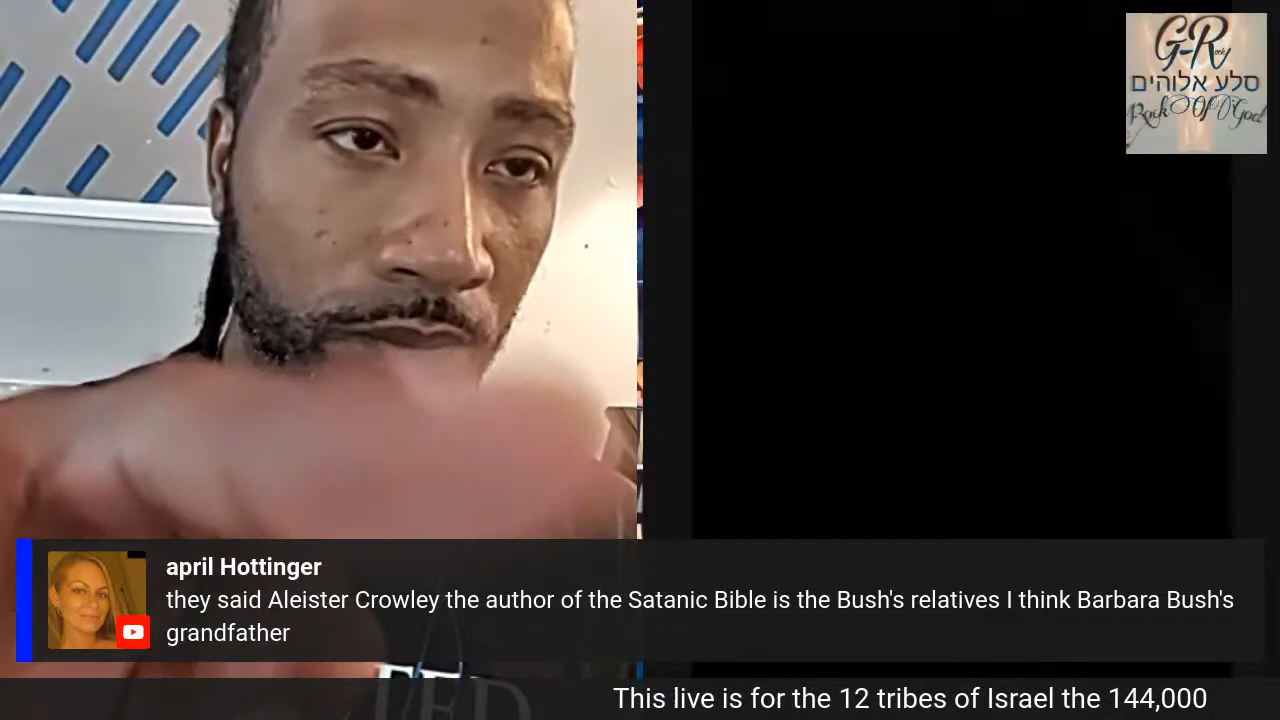 G-R
סלע אלוהים
Rock Of God
april Hottinger
they said Aleister Crowley the author of the Satanic Bible is the Bush's relatives I think Barbara Bush's
grandfather
This live is for the 12 tribes of Israel the 144,000